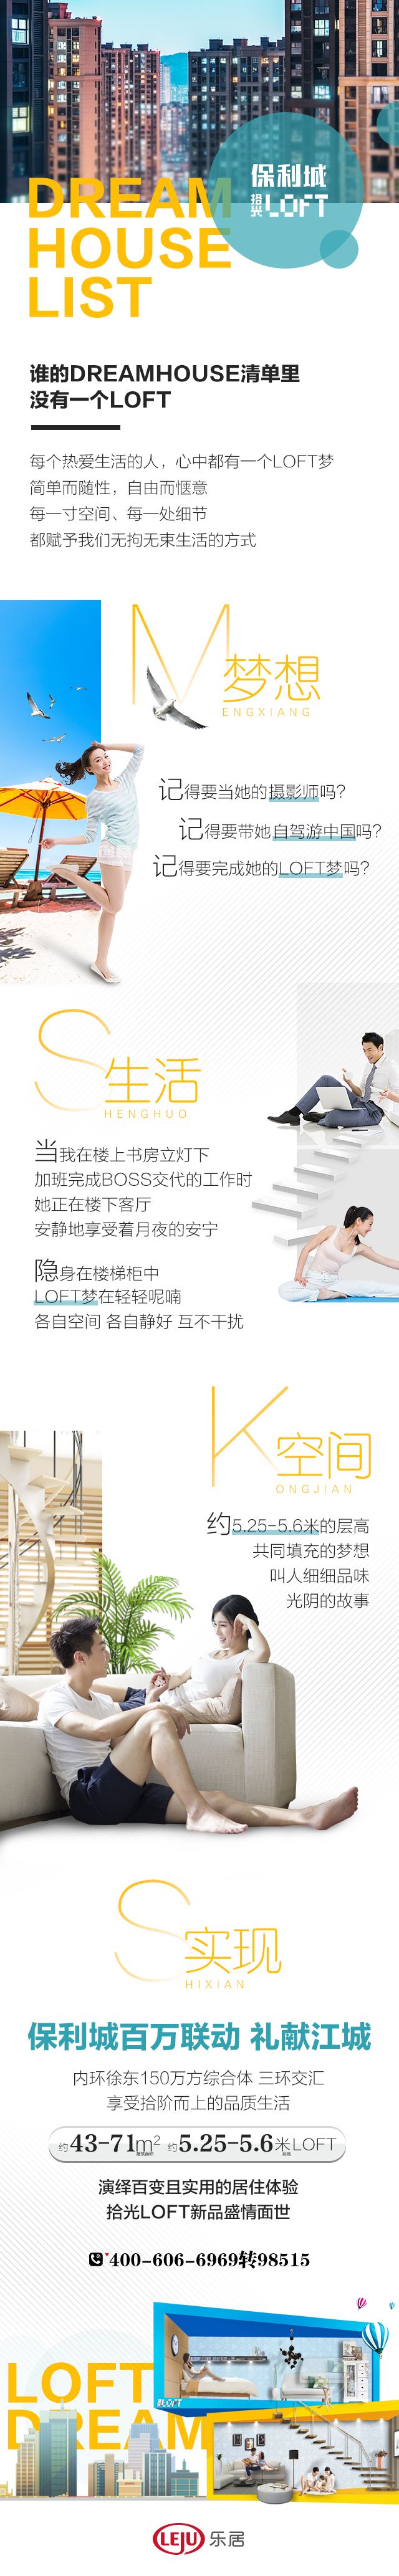 保利城
拾光LOFT
DREAM
HOUSE
LIST
谁的DREAMHOUSE清单里
没有一个LOFT
每个热爱生活的人，心中都有一个LOFT梦
简单而随性，自由而惬意
每一寸空间、每一处细节
都赋予我们无拘无束生活的方式
M梦想
ENGXIANG
记得要当她的摄影师吗?
记得要带她自驾游中国吗?
记得要完成她的LOFT梦吗?
S生活
HENGHUO
当我在楼上书房立灯下
加班完成BOSS交代的工作时
她正在楼下客厅
安静地享受着月夜的安宁
隐身在楼梯柜中
LOFT梦在轻轻呢喃
各自空间 各自静好 互不干扰
K空间
ONGJIAN
约5.25-5.6米的层高
共同填充的梦想
叫人细细品味
光阴的故事
S实现
HIXIAN
保利城百万联动 礼献江城
内环徐东150万方综合体 三环交汇
享受拾阶而上的品质生活
约43-71m² 约5.25-5.6米LOFT
演绎百变且实用的居住体验
拾光LOFT新品盛情面世
400-606-6969转98515
LOFT
DREAM
LEJU 乐居